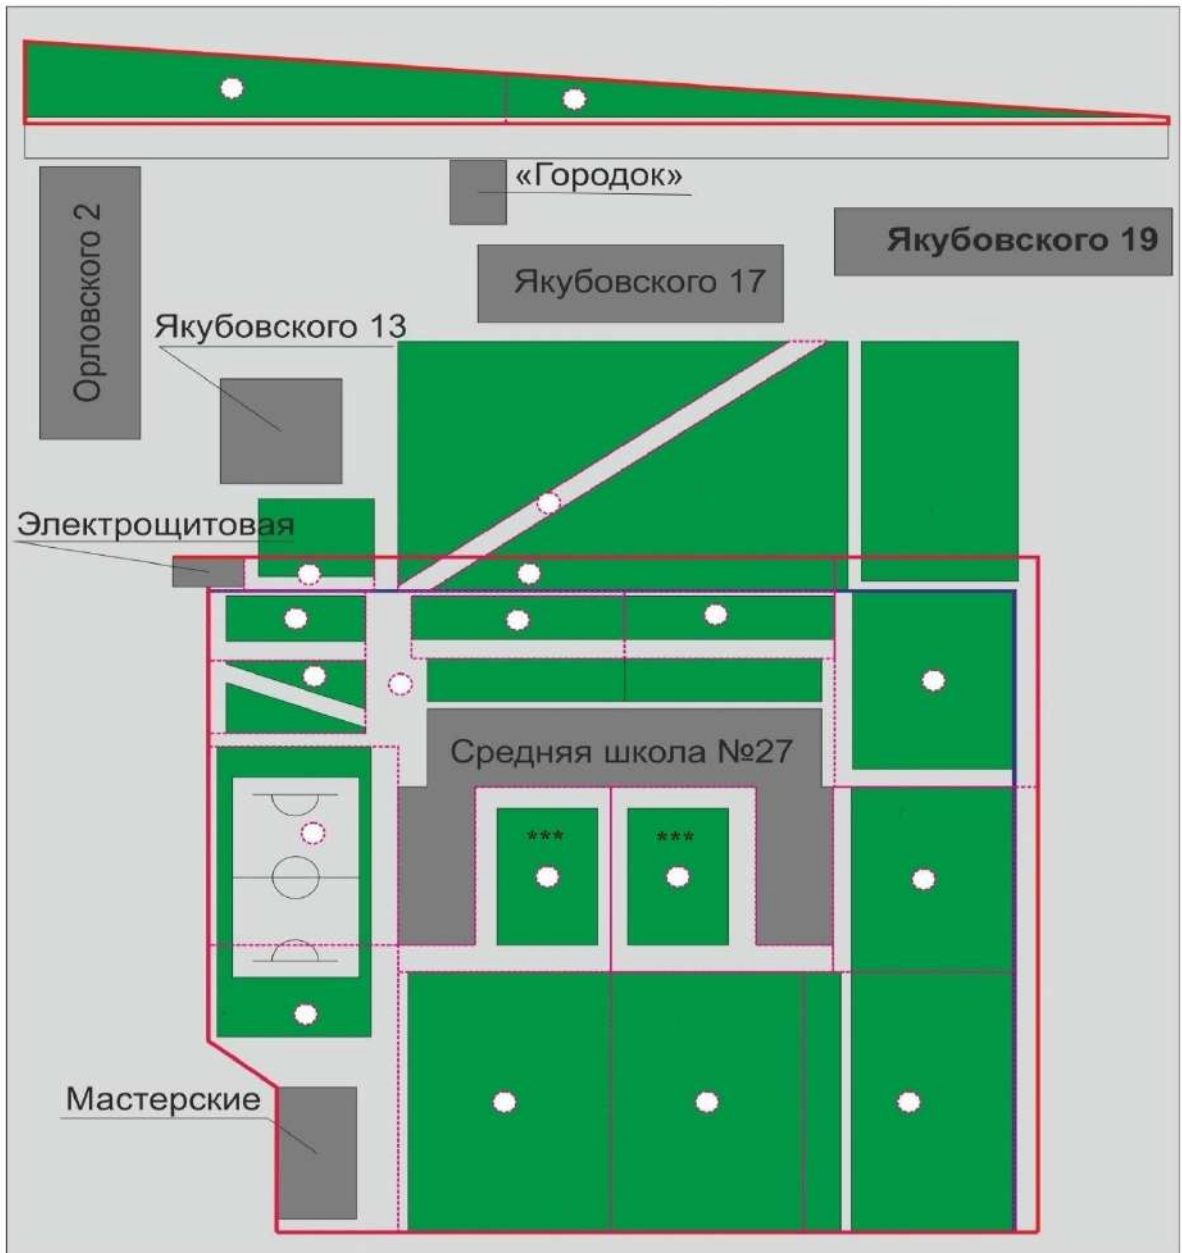 «Городок»
Орловского 2
Якубовского 19
Якубовского 17
Якубовского 13
Электрощитовая
Средняя школа №27
*** ***
Мастерские